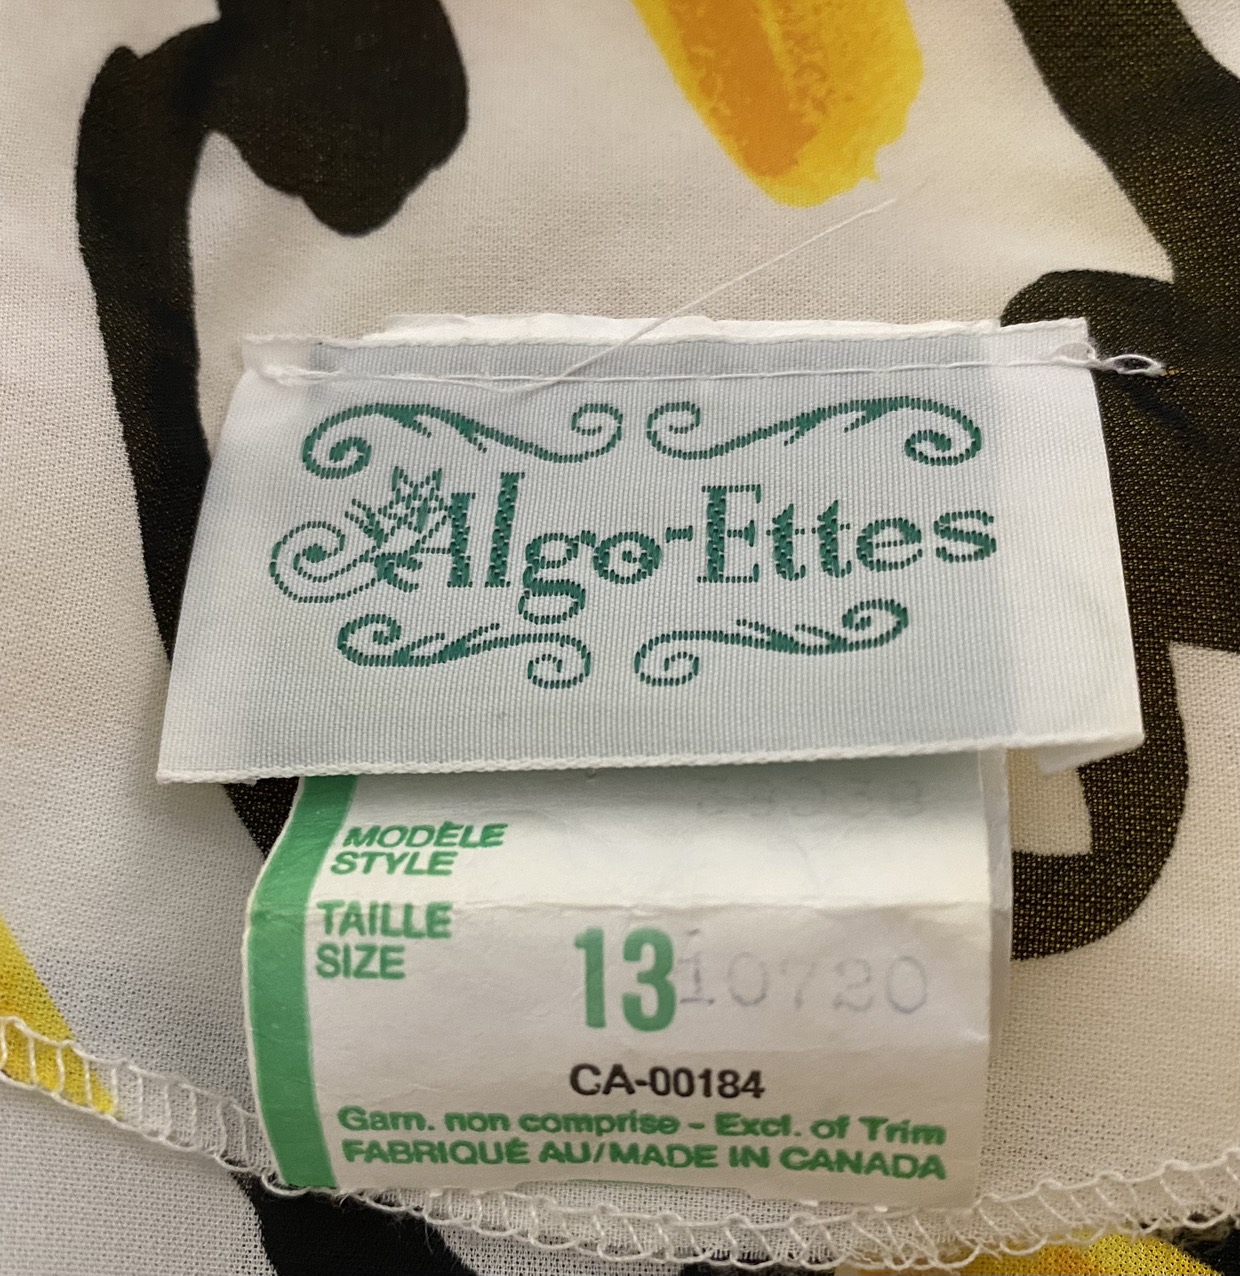 Algo-Ettes
MODÈLE
STYLE
TAILLE
SIZE
13 10720
CA-00184
Garn. non comprise - Excl. of Trim
FABRIQUÉ AU/MADE IN CANADA